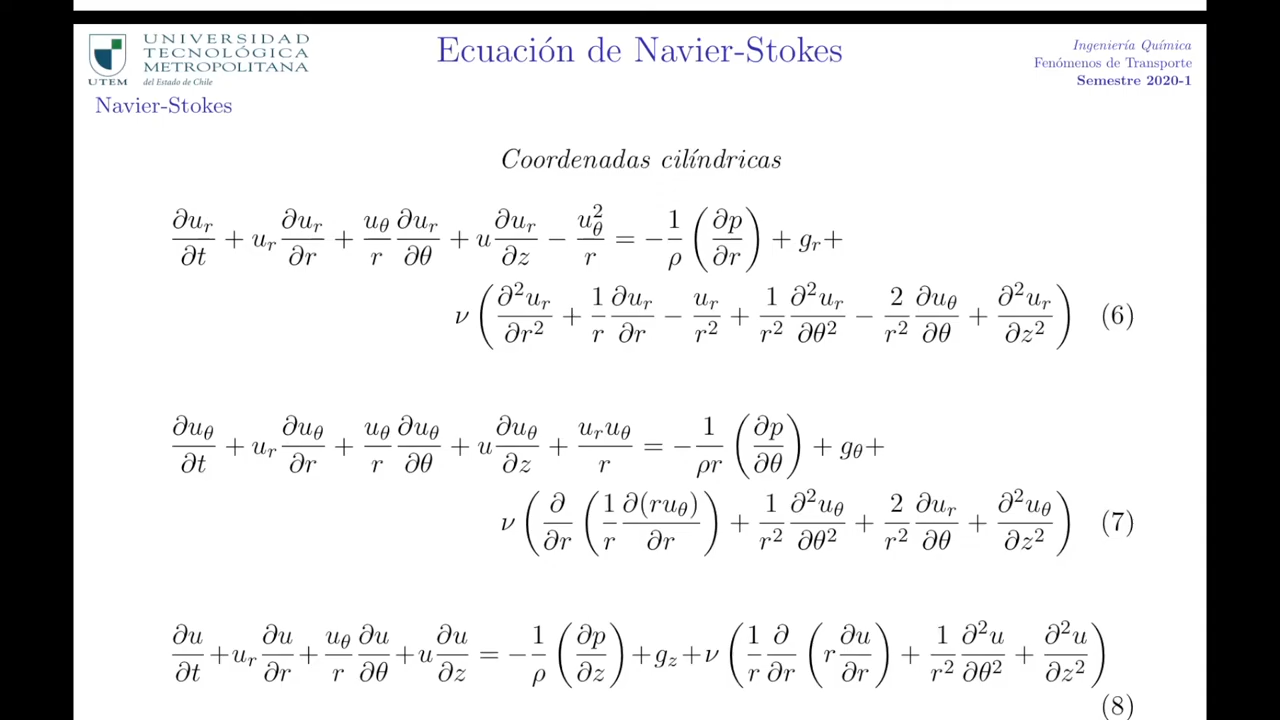 UNIVERSIDAD
TECNOLÓGICA
METROPOLITANA
del Estado de Chile
UTEM
Ecuación de Navier-Stokes
Ingeniería Química
Fenómenos de Transporte
Semestre 2020-1
Navier-Stokes
Coordenadas cilíndricas
∂u_r/∂t + u_r ∂u_r/∂r + u_θ/r ∂u_r/∂θ + u ∂u_r/∂z − u_θ²/r = −1/ρ (∂p/∂r) + g_r+
ν (∂²u_r/∂r² + 1/r ∂u_r/∂r − u_r/r² + 1/r² ∂²u_r/∂θ² − 2/r² ∂u_θ/∂θ + ∂²u_r/∂z²) (6)
∂u_θ/∂t + u_r ∂u_θ/∂r + u_θ/r ∂u_θ/∂θ + u ∂u_θ/∂z + u_r u_θ/r = −1/ρr (∂p/∂θ) + g_θ+
ν (∂/∂r (1/r ∂(ru_θ)/∂r) + 1/r² ∂²u_θ/∂θ² + 2/r² ∂u_r/∂θ + ∂²u_θ/∂z²) (7)
∂u/∂t + u_r ∂u/∂r + u_θ/r ∂u/∂θ + u ∂u/∂z = −1/ρ (∂p/∂z) + g_z + ν (1/r ∂/∂r (r ∂u/∂r) + 1/r² ∂²u/∂θ² + ∂²u/∂z²)
(8)